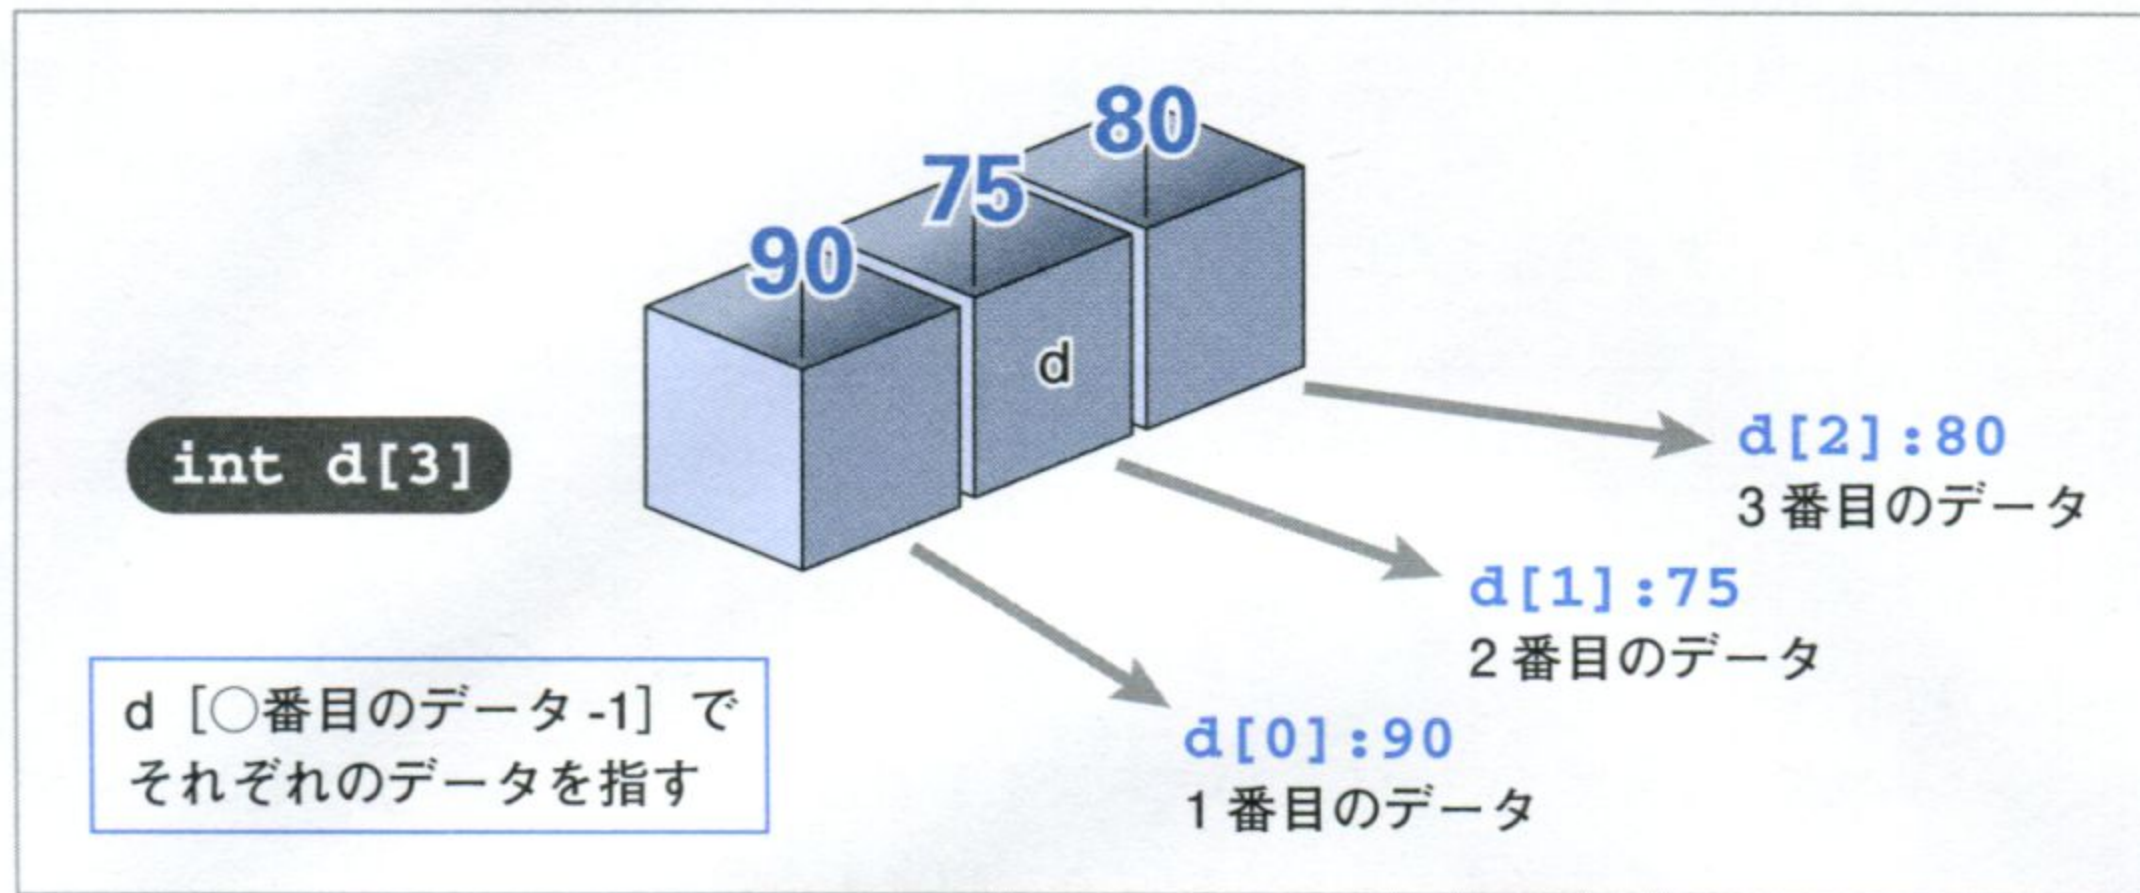 90
75
80
d
int d[3]
d[2]:80
3番目のデータ
d[1]:75
2番目のデータ
d[0]:90
1番目のデータ
d［○番目のデータ-1］で
それぞれのデータを指す